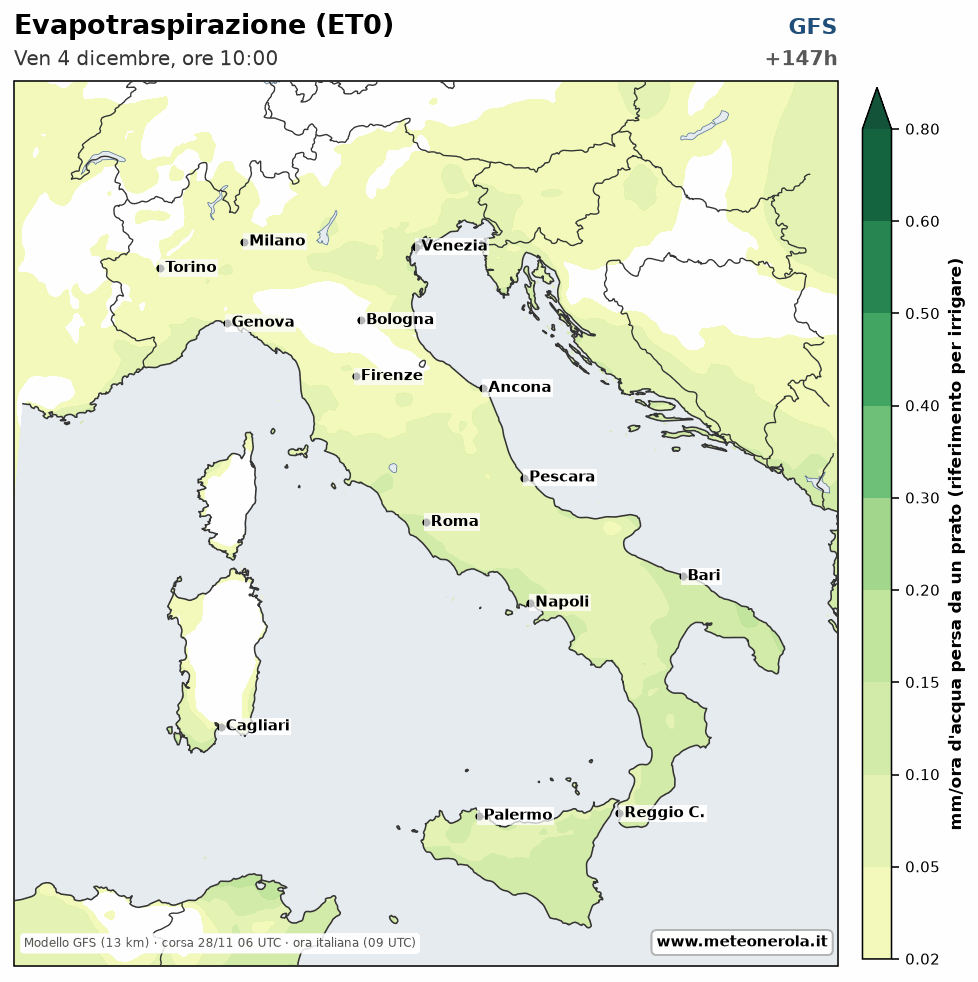 Evapotraspirazione (ET0)
GFS
Ven 4 dicembre, ore 10:00
+147h
Milano
Venezia
Torino
Genova
Bologna
Firenze
Ancona
Pescara
Roma
Bari
Napoli
Cagliari
Palermo
Reggio C.
0.80
0.60
0.50
0.40
0.30
0.20
0.15
0.10
0.05
0.02
mm/ora d'acqua persa da un prato (riferimento per irrigare)
Modello GFS (13 km) · corsa 28/11 06 UTC · ora italiana (09 UTC)
www.meteonerola.it